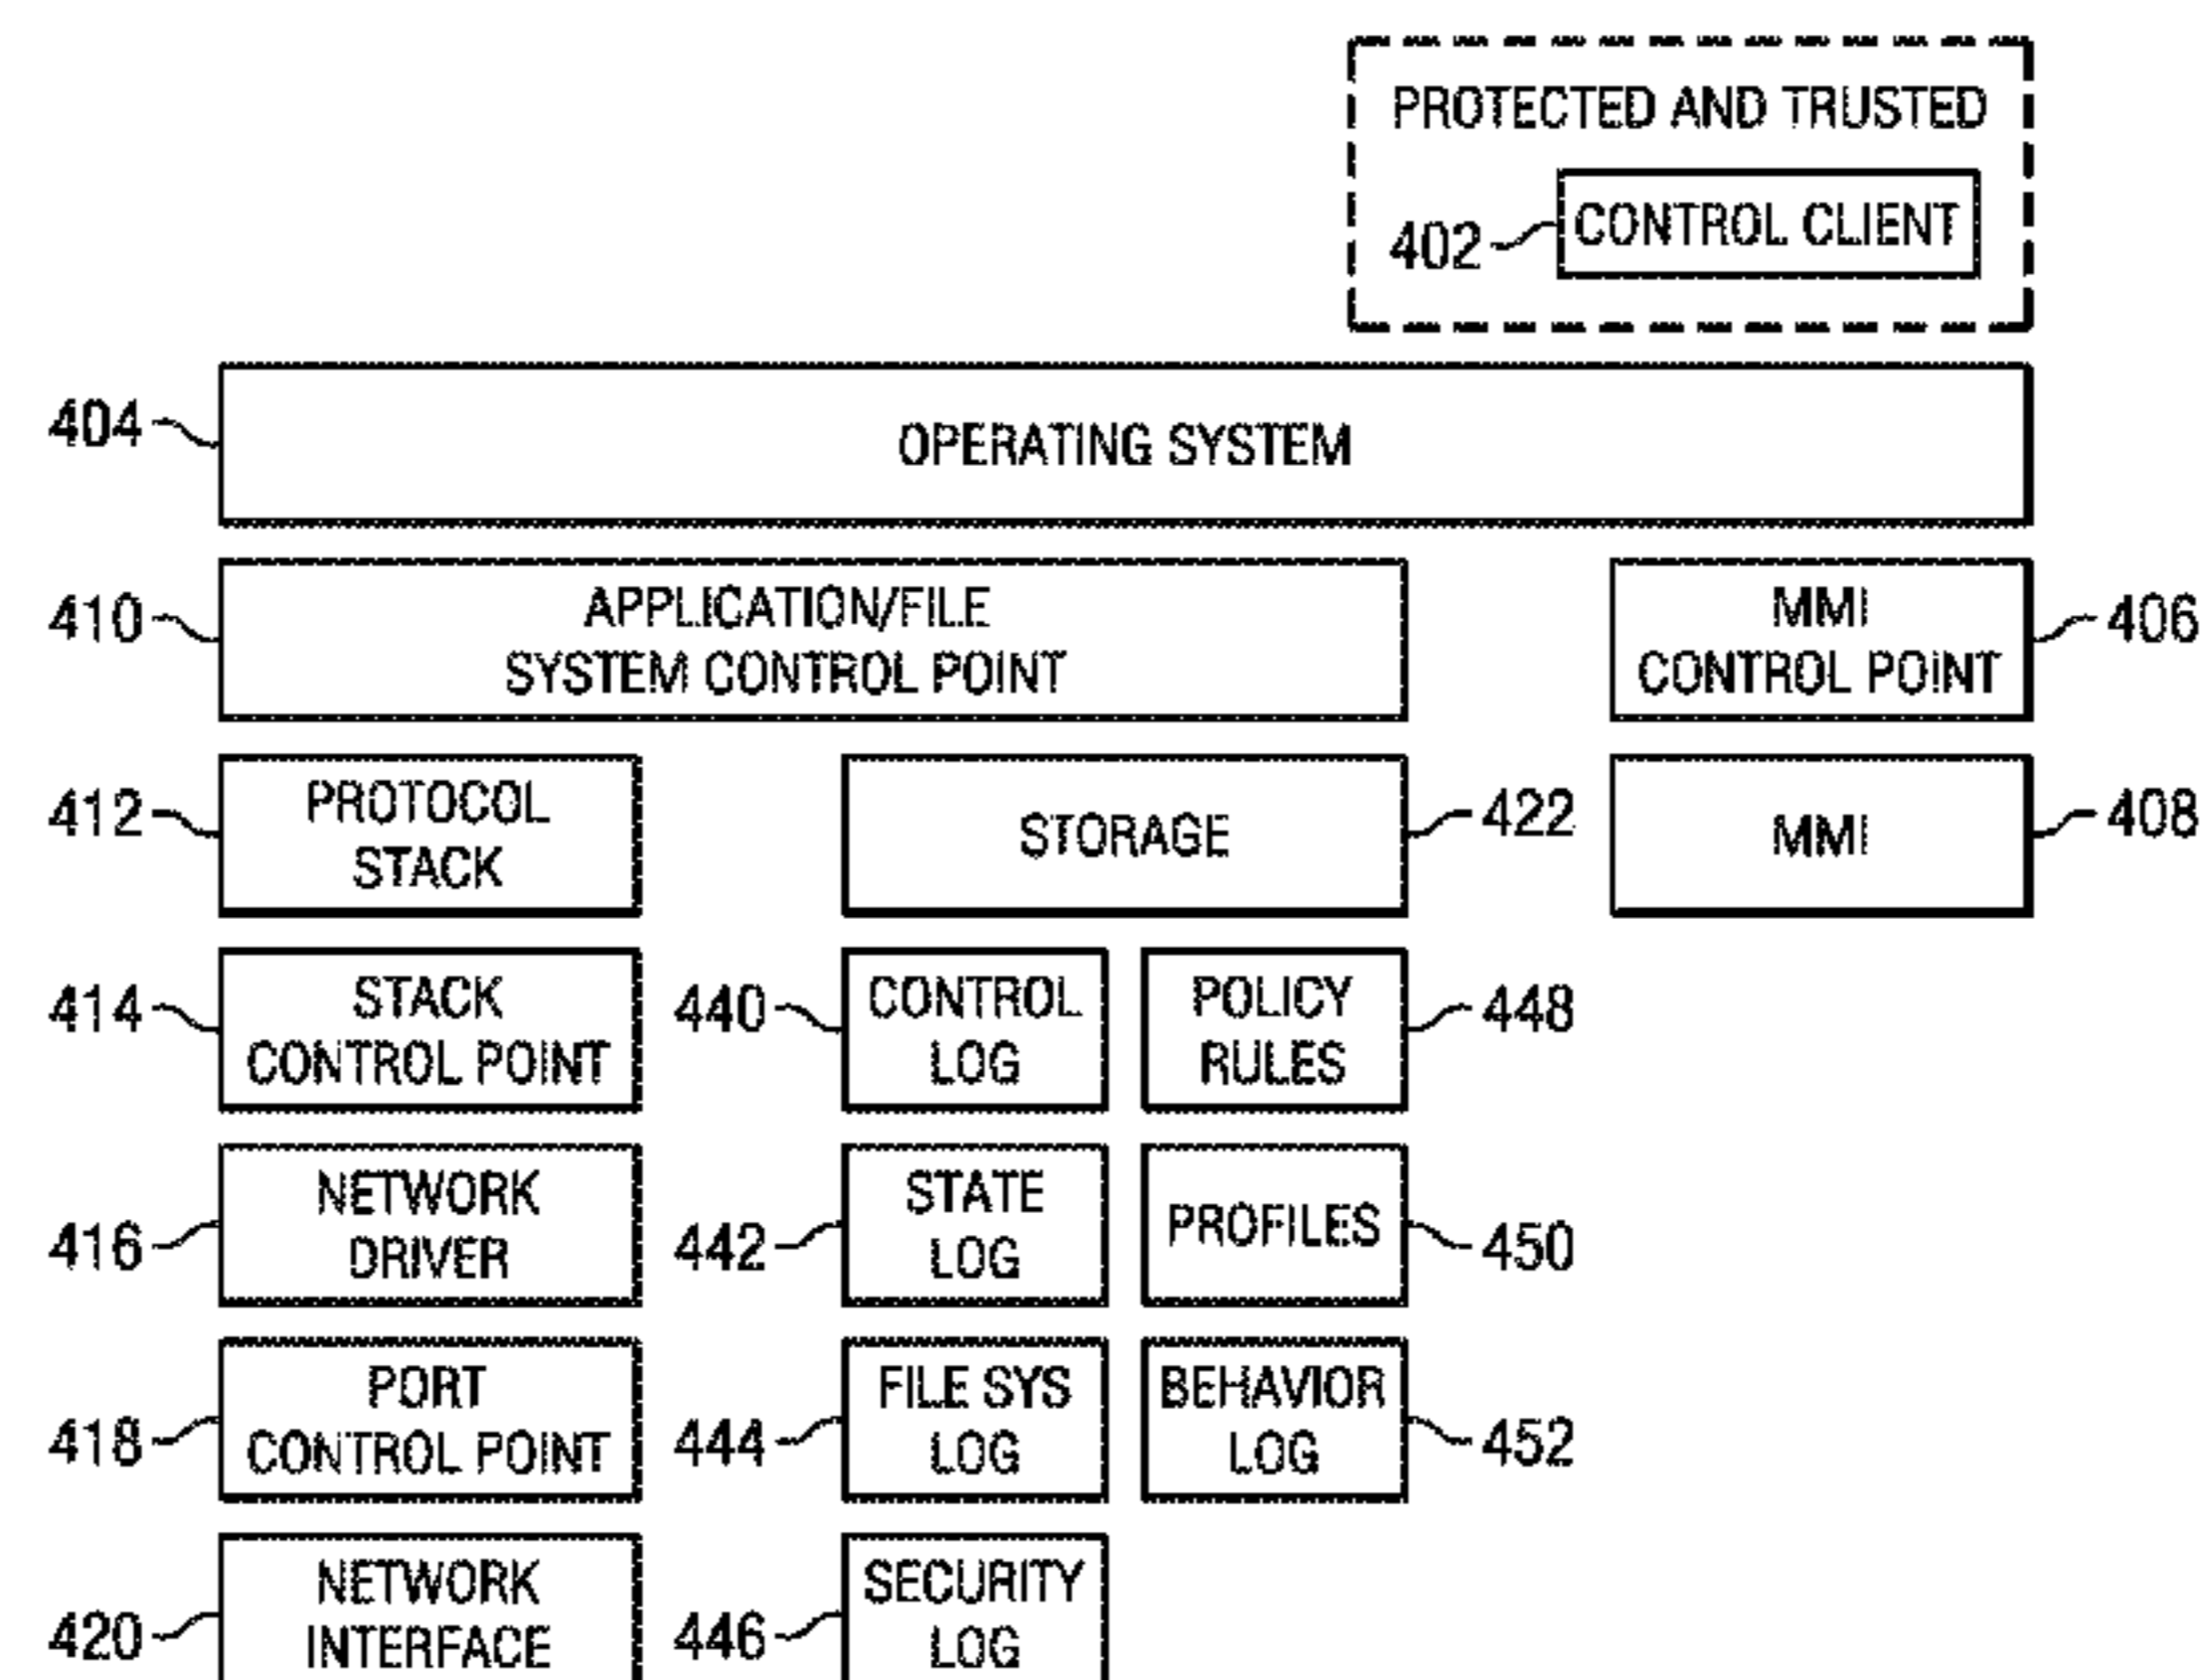 PROTECTED AND TRUSTED
402 CONTROL CLIENT
404 OPERATING SYSTEM
410 APPLICATION/FILE
SYSTEM CONTROL POINT
MMI
CONTROL POINT
406
412 PROTOCOL
STACK
STORAGE 422
MMI 408
414 STACK
CONTROL POINT
440 CONTROL
LOG
POLICY
RULES
448
416 NETWORK
DRIVER
442 STATE
LOG
PROFILES 450
418 PORT
CONTROL POINT
444 FILE SYS
LOG
BEHAVIOR
LOG
452
420 NETWORK
INTERFACE
446 SECURITY
LOG